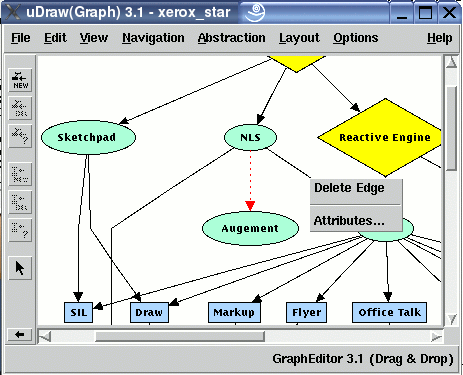 uDraw(Graph) 3.1 - xerox_star
File Edit View Navigation Abstraction Layout Options Help
NEW
Sketchpad
NLS
Reactive Engine
Delete Edge
Attributes...
Augement
SIL
Draw
Markup
Flyer
Office Talk
GraphEditor 3.1 (Drag & Drop)